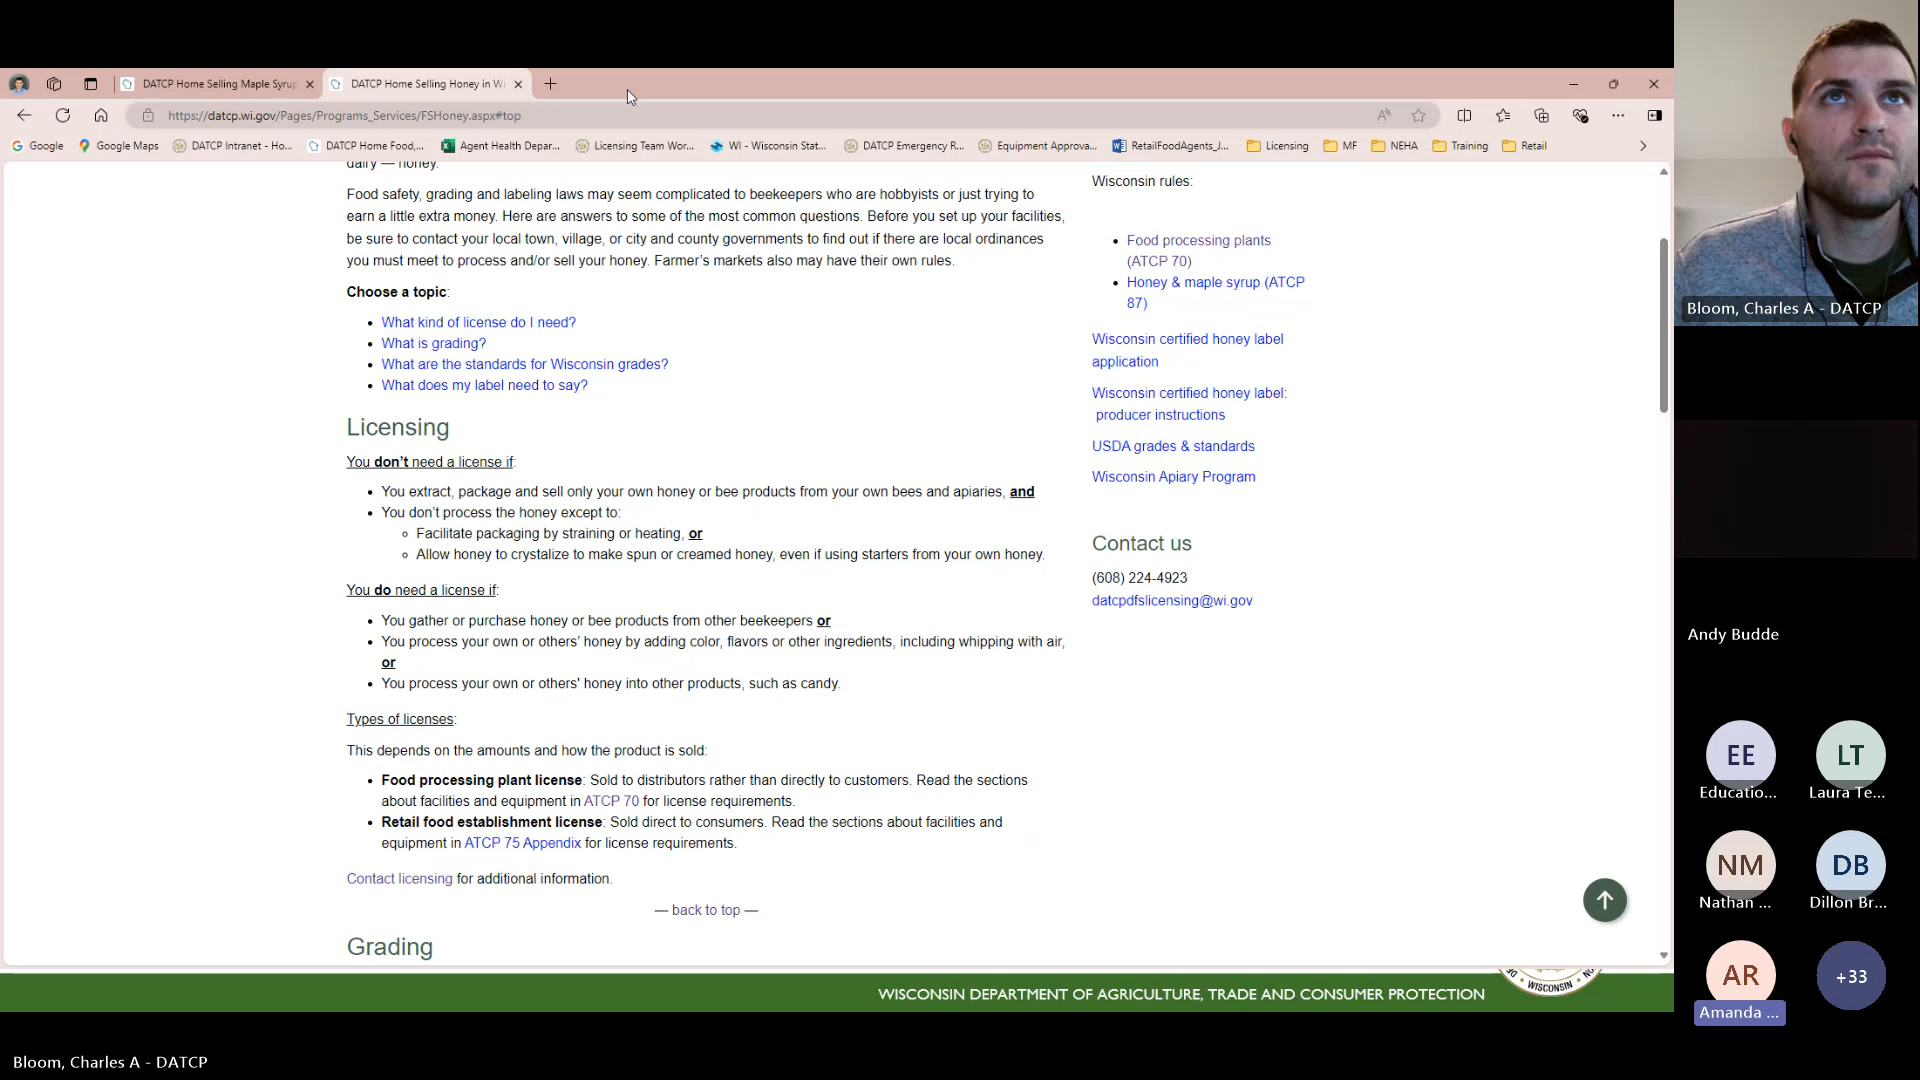 DATCP Home Selling Maple Syrup
DATCP Home Selling Honey in Wi
https://datcp.wi.gov/Pages/Programs_Services/FSHoney.aspx#top
Google
Google Maps
DATCP Intranet - Ho...
DATCP Home Food,...
Agent Health Depar...
Licensing Team Wor...
WI - Wisconsin Stat...
DATCP Emergency R...
Equipment Approva...
RetailFoodAgents_J...
Licensing
MF
NEHA
Training
Retail
dairy — honey.
Food safety, grading and labeling laws may seem complicated to beekeepers who are hobbyists or just trying to
earn a little extra money. Here are answers to some of the most common questions. Before you set up your facilities,
be sure to contact your local town, village, or city and county governments to find out if there are local ordinances
you must meet to process and/or sell your honey. Farmer's markets also may have their own rules.
Choose a topic:
• What kind of license do I need?
• What is grading?
• What are the standards for Wisconsin grades?
• What does my label need to say?
Licensing
You don't need a license if:
• You extract, package and sell only your own honey or bee products from your own bees and apiaries, and
• You don't process the honey except to:
Facilitate packaging by straining or heating, or
Allow honey to crystalize to make spun or creamed honey, even if using starters from your own honey.
You do need a license if:
• You gather or purchase honey or bee products from other beekeepers or
• You process your own or others' honey by adding color, flavors or other ingredients, including whipping with air,
or
• You process your own or others' honey into other products, such as candy.
Types of licenses:
This depends on the amounts and how the product is sold:
• Food processing plant license: Sold to distributors rather than directly to customers. Read the sections
about facilities and equipment in ATCP 70 for license requirements.
• Retail food establishment license: Sold direct to consumers. Read the sections about facilities and
equipment in ATCP 75 Appendix for license requirements.
Contact licensing for additional information.
— back to top —
Grading
Wisconsin rules:
• Food processing plants
(ATCP 70)
• Honey & maple syrup (ATCP
87)
Wisconsin certified honey label
application
Wisconsin certified honey label:
producer instructions
USDA grades & standards
Wisconsin Apiary Program
Contact us
(608) 224-4923
datcpdfslicensing@wi.gov
WISCONSIN
WISCONSIN DEPARTMENT OF AGRICULTURE, TRADE AND CONSUMER PROTECTION
Bloom, Charles A - DATCP
Bloom, Charles A - DATCP
Andy Budde
EE
Educatio...
LT
Laura Te...
NM
Nathan ...
DB
Dillon Br...
AR
Amanda ...
+33